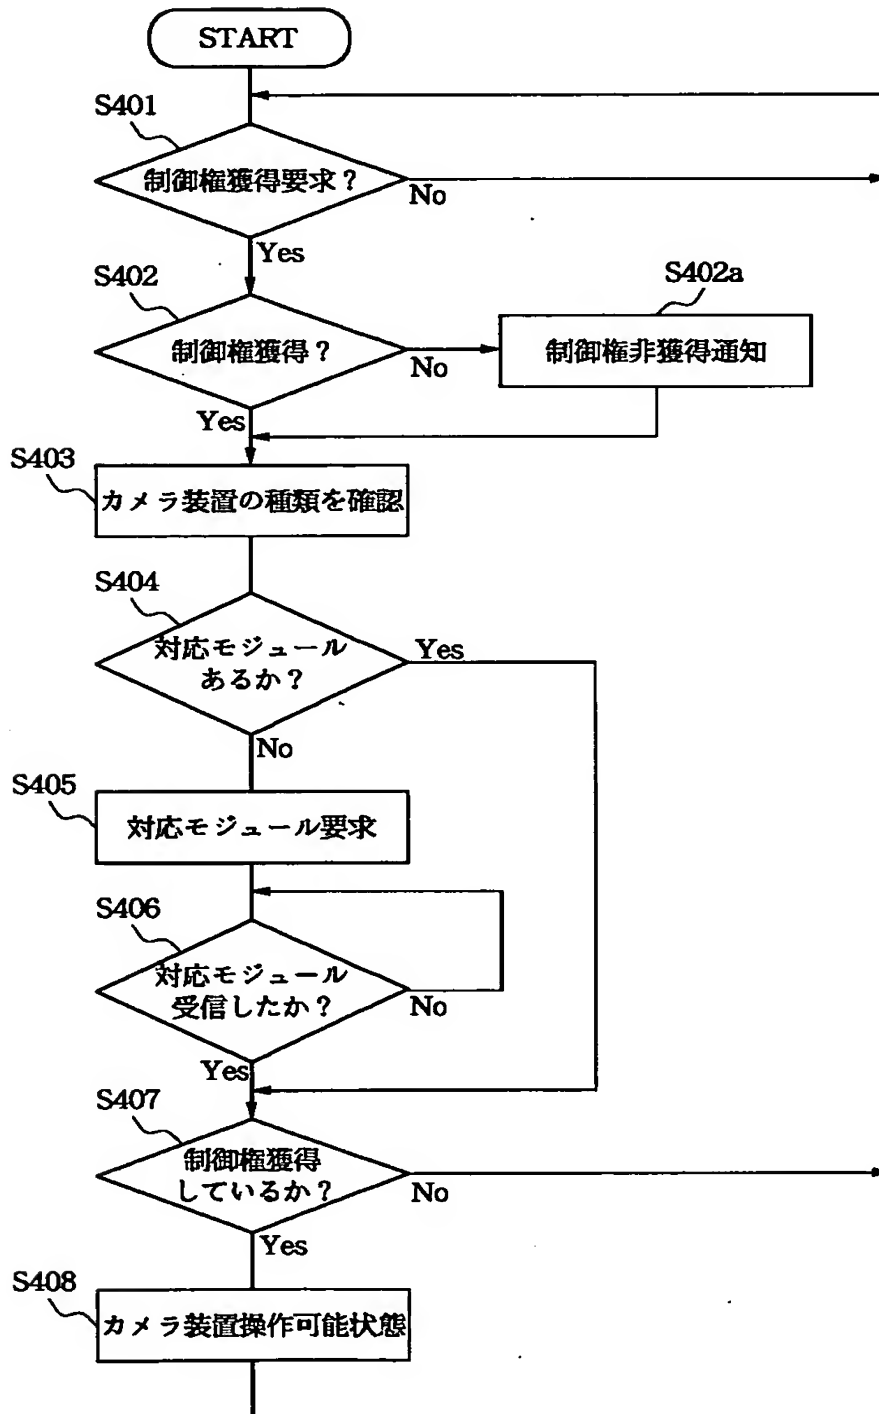 START
S401
制御権獲得要求？
No
Yes
S402
制御権獲得？
No
S402a
制御権非獲得通知
Yes
S403
カメラ装置の種類を確認
S404
対応モジュール
あるか？
Yes
No
S405
対応モジュール要求
S406
対応モジュール
受信したか？
No
Yes
S407
制御権獲得
しているか？
No
Yes
S408
カメラ装置操作可能状態